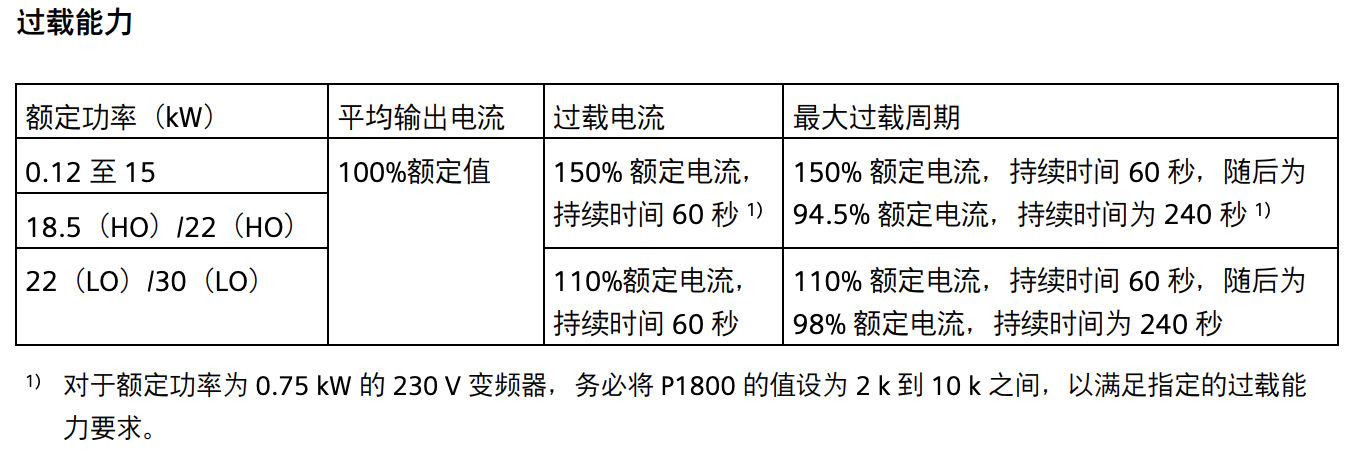 过载能力
额定功率（kW） 平均输出电流 过载电流 最大过载周期
0.12 至 15 100%额定值 150% 额定电流， 150% 额定电流，持续时间 60 秒，随后为
持续时间 60 秒 1) 94.5% 额定电流，持续时间为 240 秒 1)
18.5（HO）/22（HO）
22（LO）/30（LO） 110%额定电流， 110% 额定电流，持续时间 60 秒，随后为
持续时间 60 秒 98% 额定电流，持续时间为 240 秒
1) 对于额定功率为 0.75 kW 的 230 V 变频器，务必将 P1800 的值设为 2 k 到 10 k 之间，以满足指定的过载能
力要求。